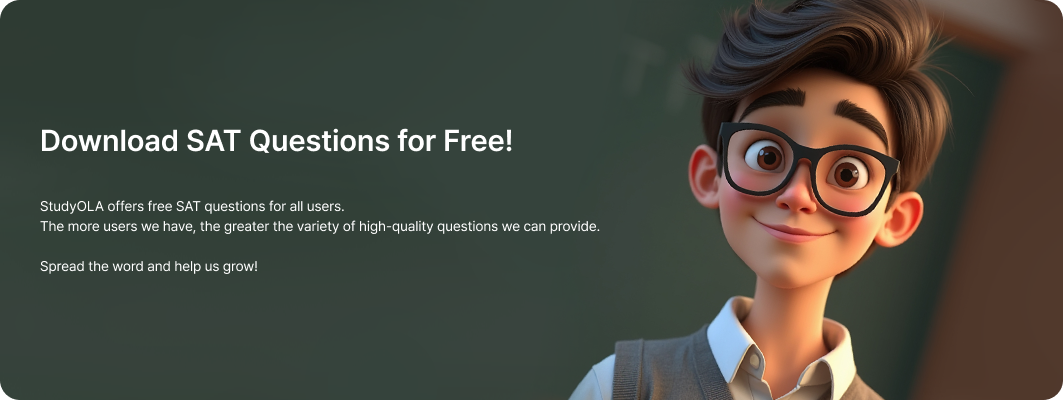 Download SAT Questions for Free!
StudyOLA offers free SAT questions for all users.
The more users we have, the greater the variety of high-quality questions we can provide.
Spread the word and help us grow!